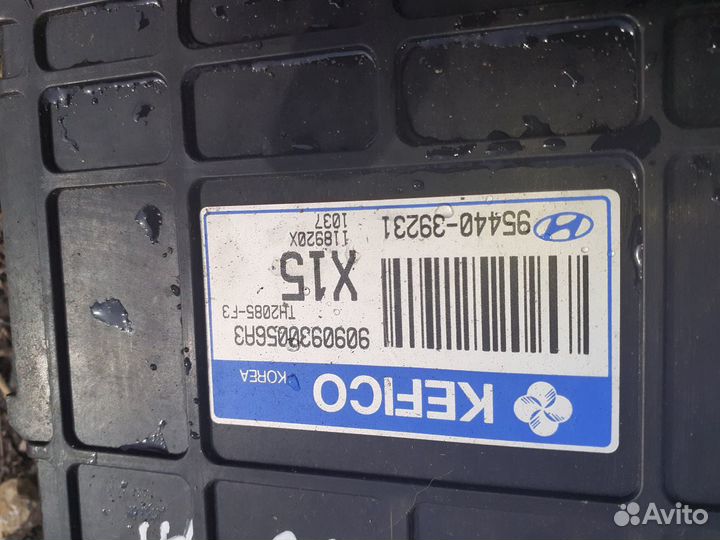 KEFICO KOREA
9090930056A3
TH2085-F3
X15
95440-39231
118920X
1037
Avito